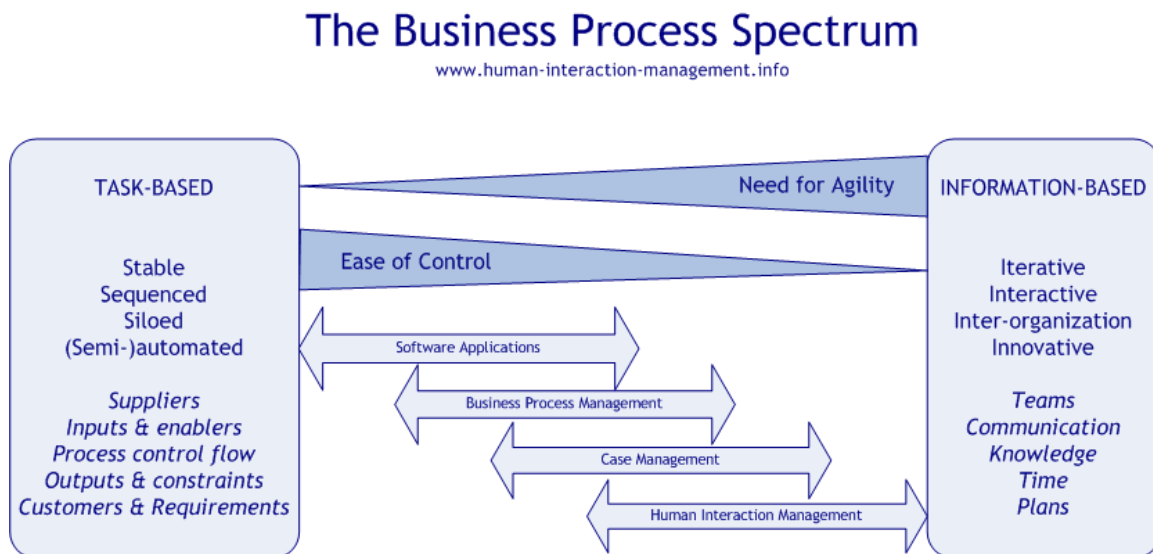 The Business Process Spectrum
www.human-interaction-management.info
TASK-BASED
Stable
Sequenced
Siloed
(Semi-)automated
Suppliers
Inputs & enablers
Process control flow
Outputs & constraints
Customers & Requirements
Need for Agility
Ease of Control
Software Applications
Business Process Management
Case Management
Human Interaction Management
INFORMATION-BASED
Iterative
Interactive
Inter-organization
Innovative
Teams
Communication
Knowledge
Time
Plans